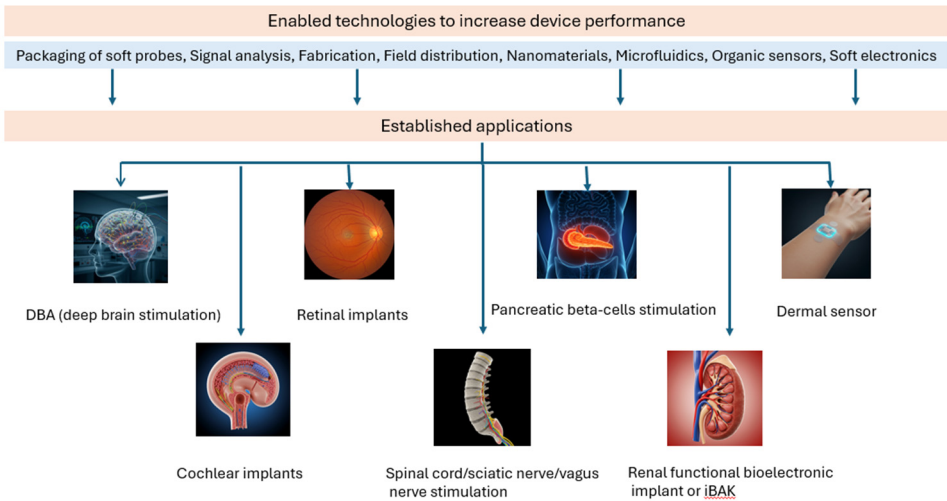 Enabled technologies to increase device performance
Packaging of soft probes, Signal analysis, Fabrication, Field distribution, Nanomaterials, Microfluidics, Organic sensors, Soft electronics
Established applications
DBA (deep brain stimulation)
Retinal implants
Pancreatic beta-cells stimulation
Dermal sensor
Cochlear implants
Spinal cord/sciatic nerve/vagus
nerve stimulation
Renal functional bioelectronic
implant or iBAK